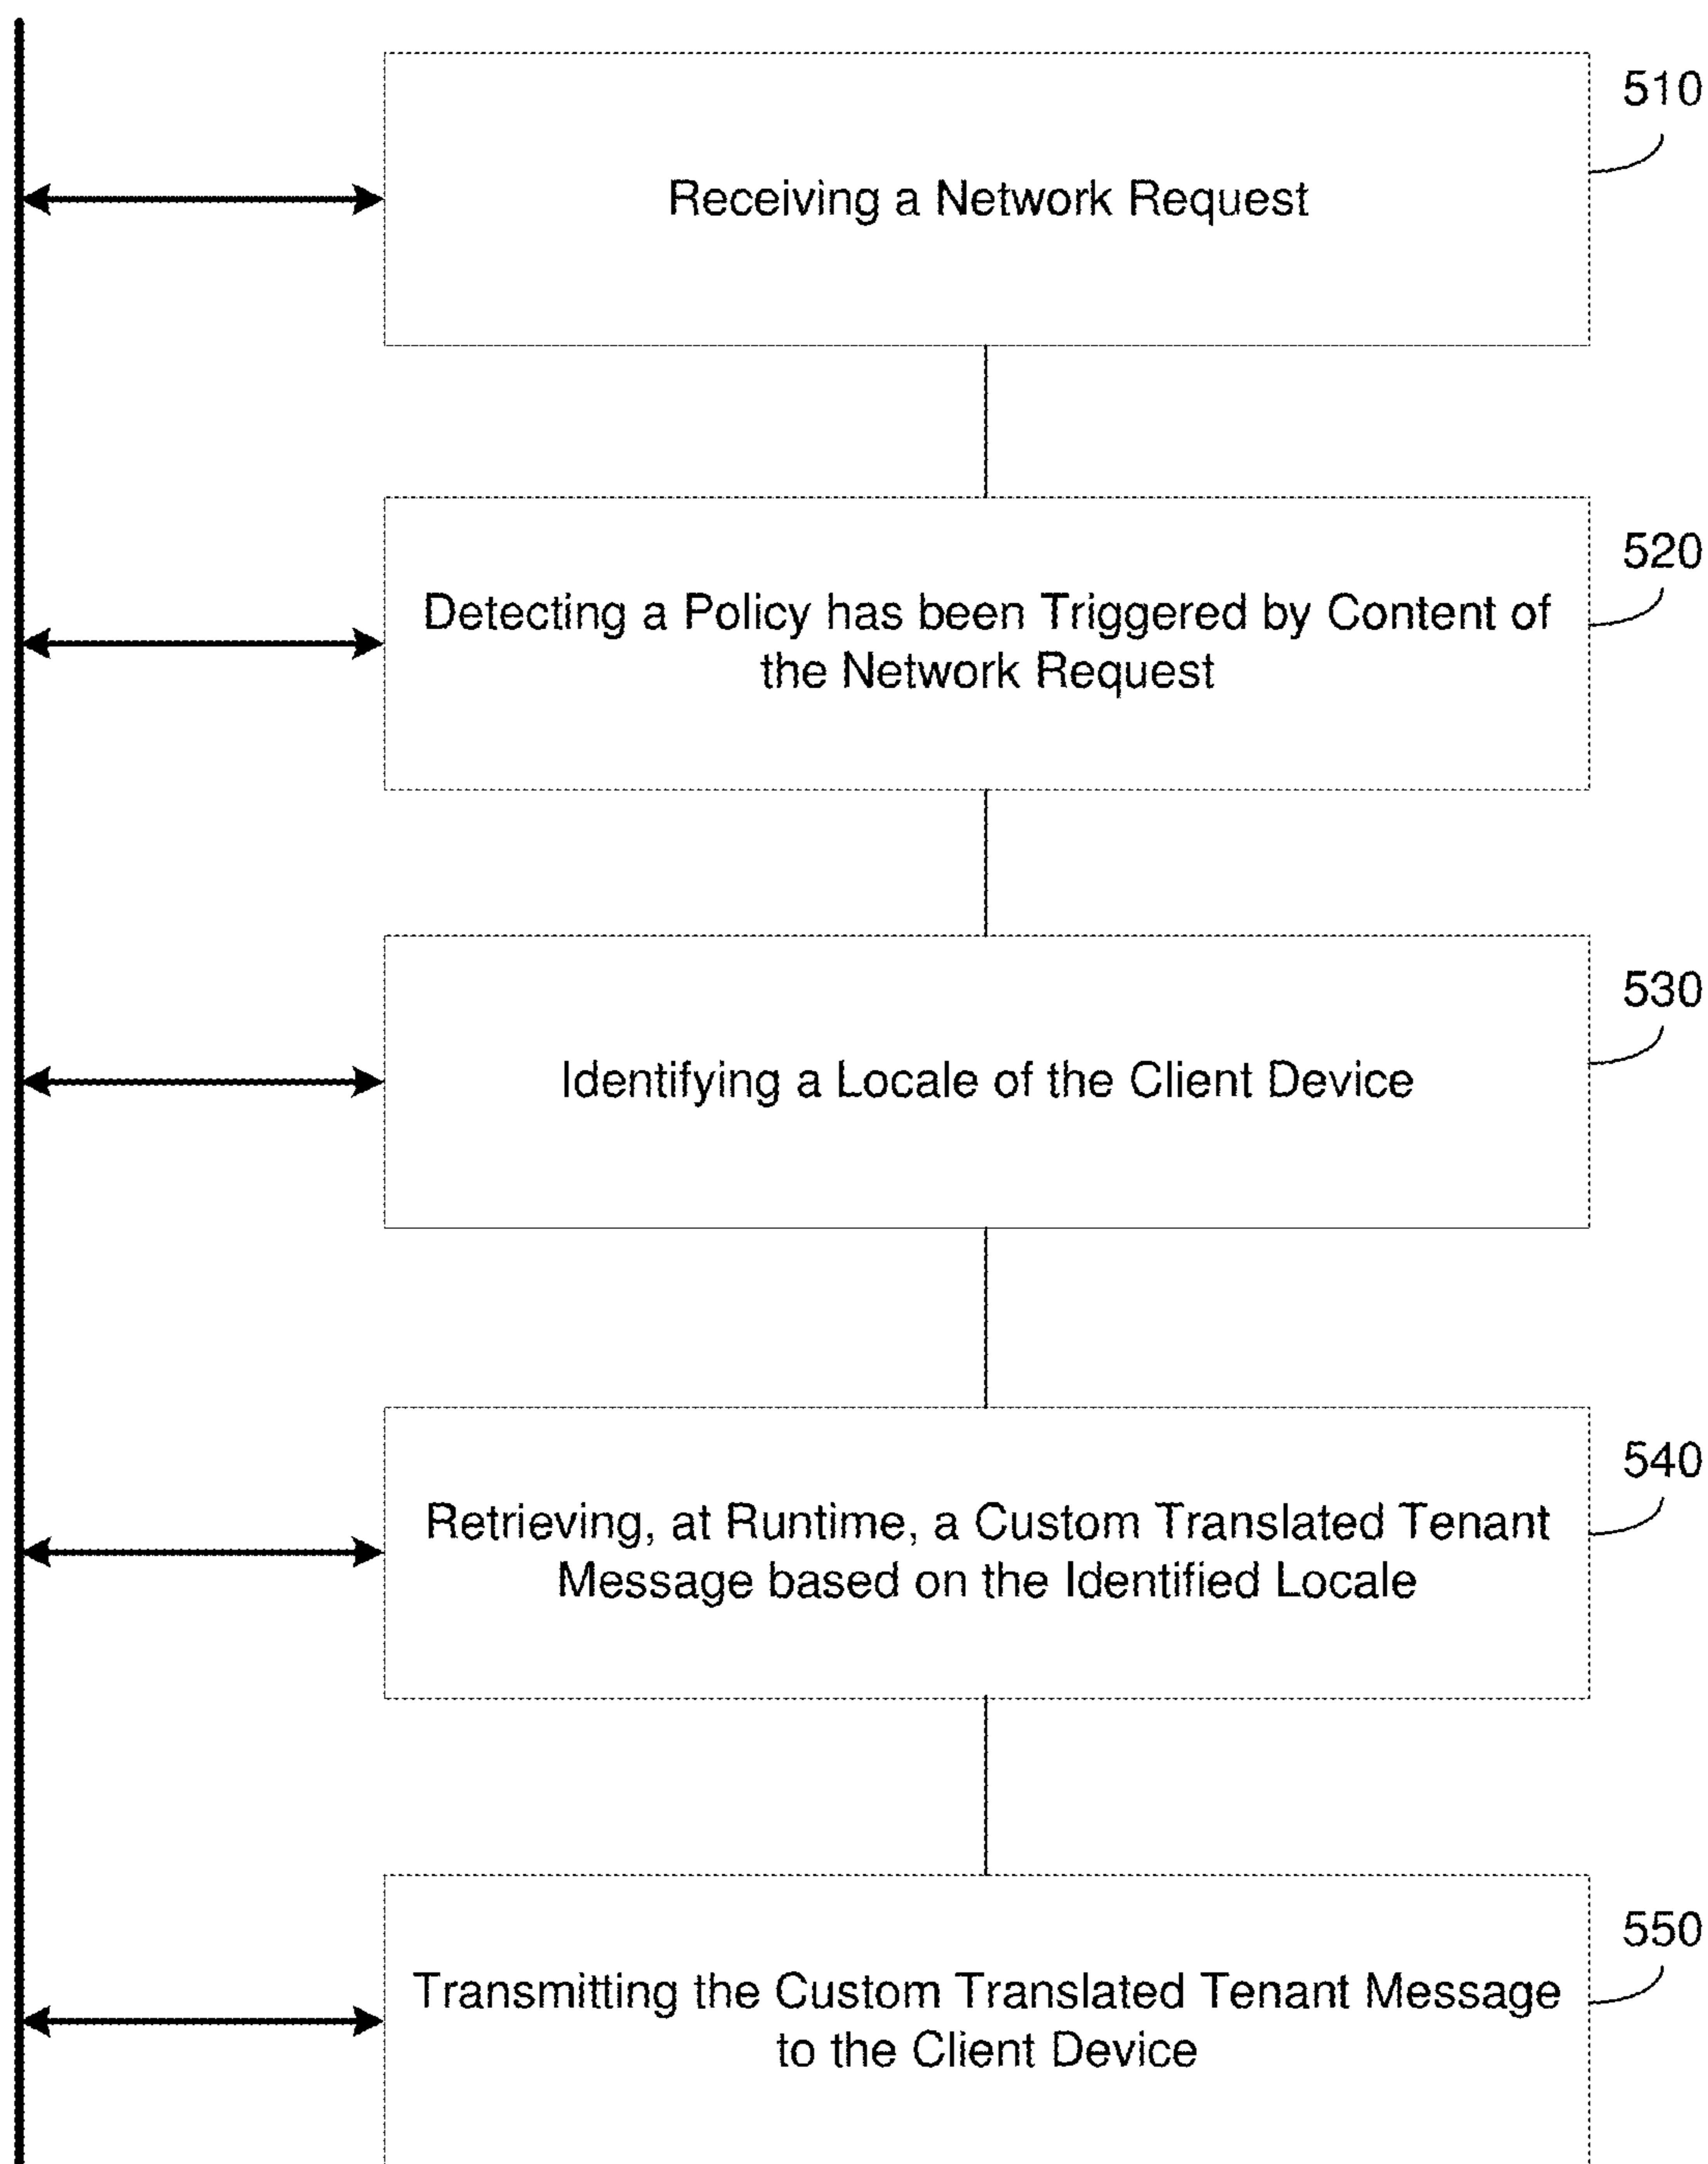 510
Receiving a Network Request
520
Detecting a Policy has been Triggered by Content of
the Network Request
530
Identifying a Locale of the Client Device
540
Retrieving, at Runtime, a Custom Translated Tenant
Message based on the Identified Locale
550
Transmitting the Custom Translated Tenant Message
to the Client Device